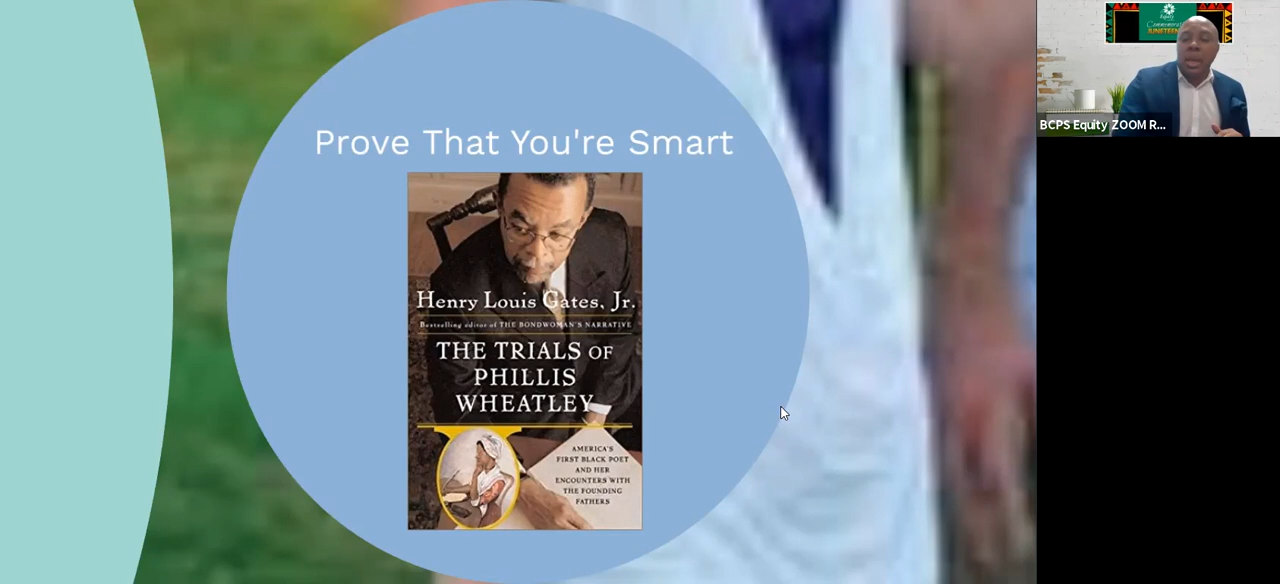 Prove That You're Smart
Henry Louis Gates, Jr.
Bestselling editor of THE BONDWOMAN'S NARRATIVE
THE TRIALS OF
PHILLIS
WHEATLEY
AMERICA'S
FIRST BLACK POET
AND HER
ENCOUNTERS WITH
THE FOUNDING
FATHERS
Equity
BCPS Equity ZOOM R...